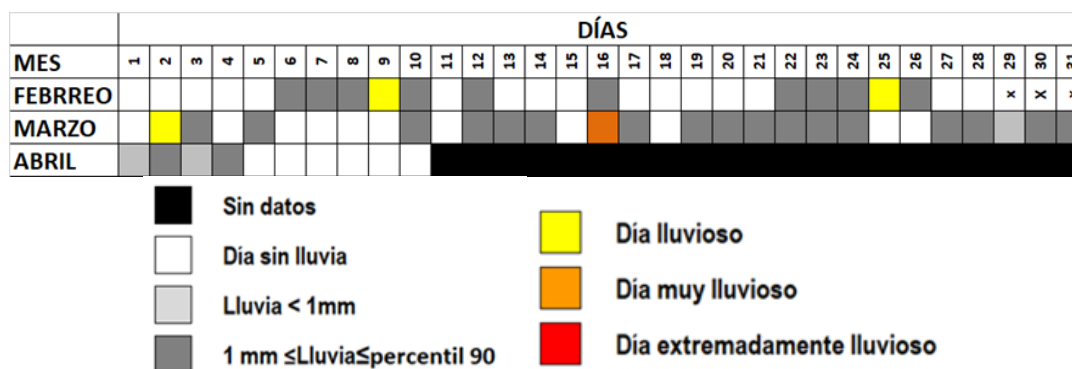 DÍAS
MES 1 2 3 4 5 6 7 8 9 10 11 12 13 14 15 16 17 18 19 20 21 22 23 24 25 26 27 28 29 30 31
FEBRREO x x x
MARZO
ABRIL
Sin datos
Día sin lluvia
Lluvia < 1mm
1 mm ≤Lluvia≤percentil 90
Día lluvioso
Día muy lluvioso
Día extremadamente lluvioso